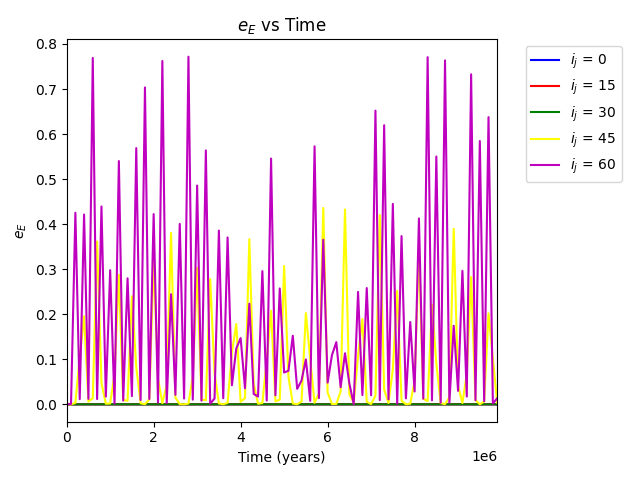 e_E vs Time
e_E
0.8
0.7
0.6
0.5
0.4
0.3
0.2
0.1
0.0
0 2 4 6 8
1e6
Time (years)
i_j = 0
i_j = 15
i_j = 30
i_j = 45
i_j = 60